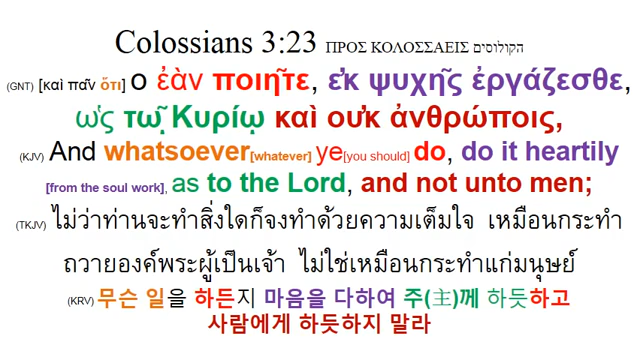 Colossians 3:23 ΠΡΟΣ ΚΟΛΟΣΣΑΕΙΣ הקולוסים
(GNT) [καὶ πᾶν ὅτι] ο ἐὰν ποιῆτε, ἐκ ψυχῆς ἐργάζεσθε,
ὡς τῷ Κυρίῳ καὶ οὐκ ἀνθρώποις,
(KJV) And whatsoever[whatever] ye[you should] do, do it heartily
[from the soul work], as to the Lord, and not unto men;
(TKJV) ไม่ว่าท่านจะทำสิ่งใดก็จงทำด้วยความเต็มใจ เหมือนกระทำ
ถวายองค์พระผู้เป็นเจ้า ไม่ใช่เหมือนกระทำแก่มนุษย์
(KRV) 무슨 일을 하든지 마음을 다하여 주(主)께 하듯하고
사람에게 하듯하지 말라